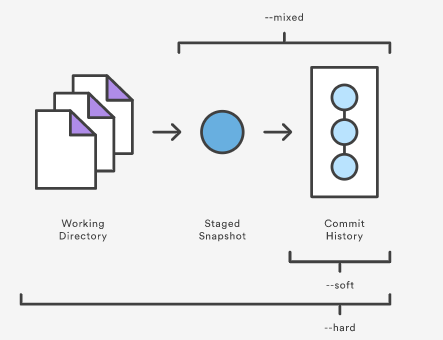 --mixed
Working
Directory
Staged
Snapshot
Commit
History
--soft
--hard